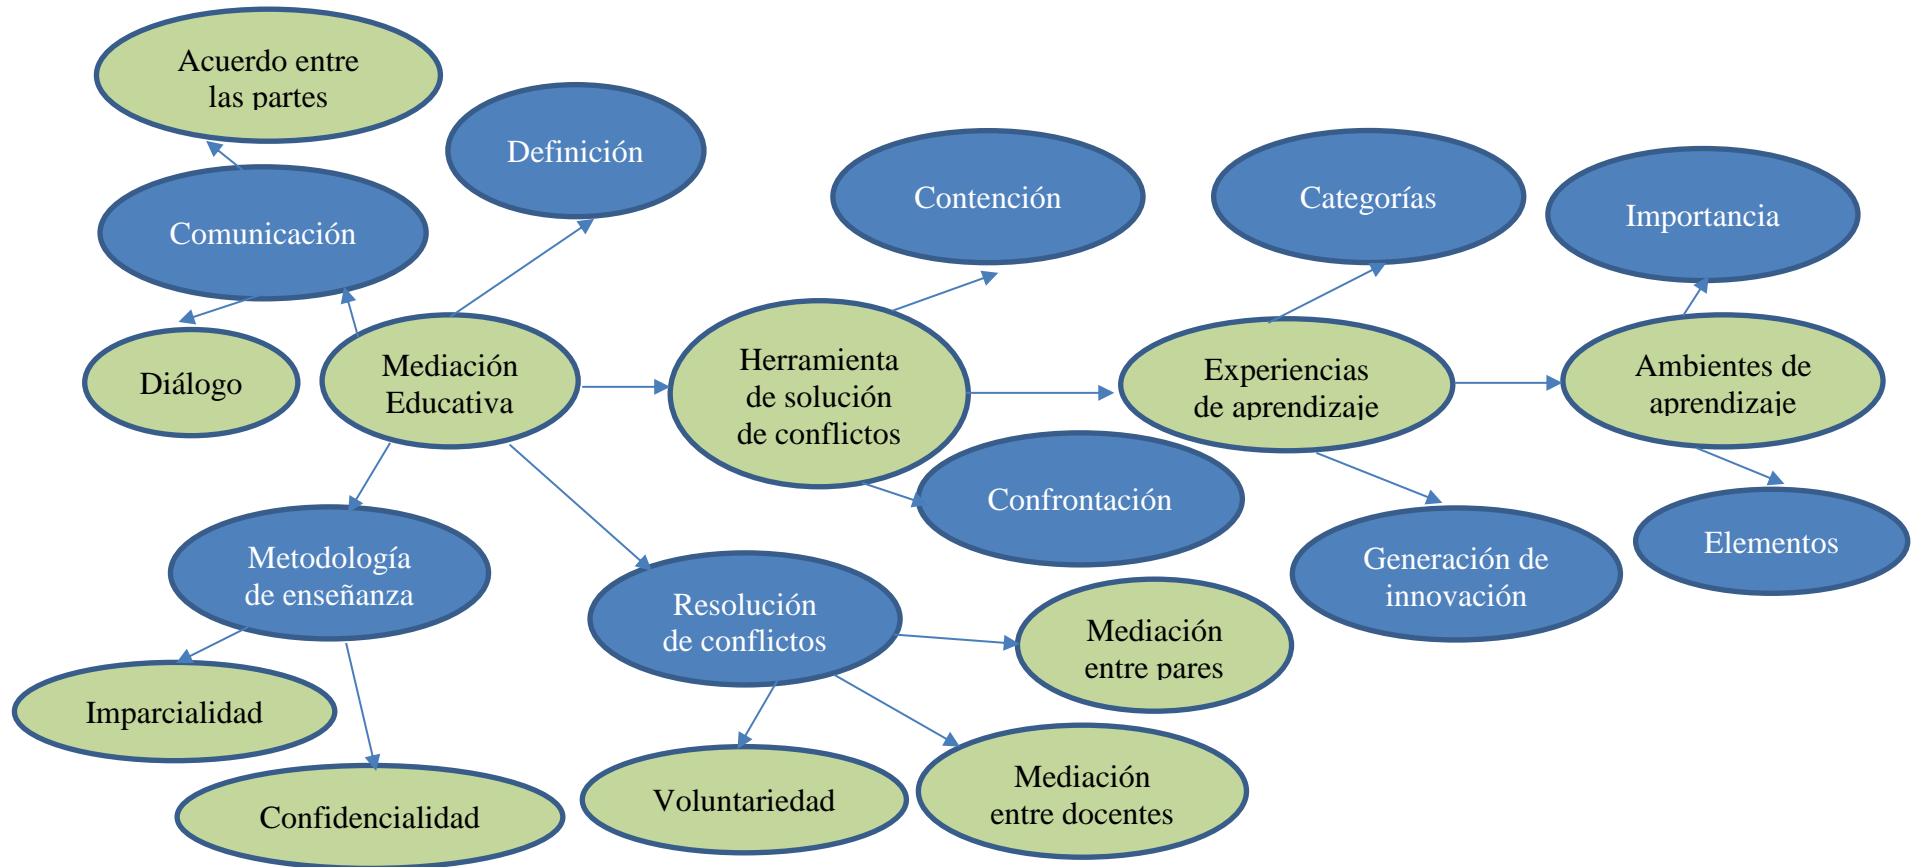 Acuerdo entre
las partes
Definición
Contención
Categorías
Importancia
Comunicación
Diálogo
Mediación
Educativa
Herramienta
de solución
de conflictos
Experiencias
de aprendizaje
Ambientes de
aprendizaje
Confrontación
Metodología
de enseñanza
Resolución
de conflictos
Generación de
innovación
Elementos
Mediación
entre pares
Imparcialidad
Confidencialidad
Voluntariedad
Mediación
entre docentes